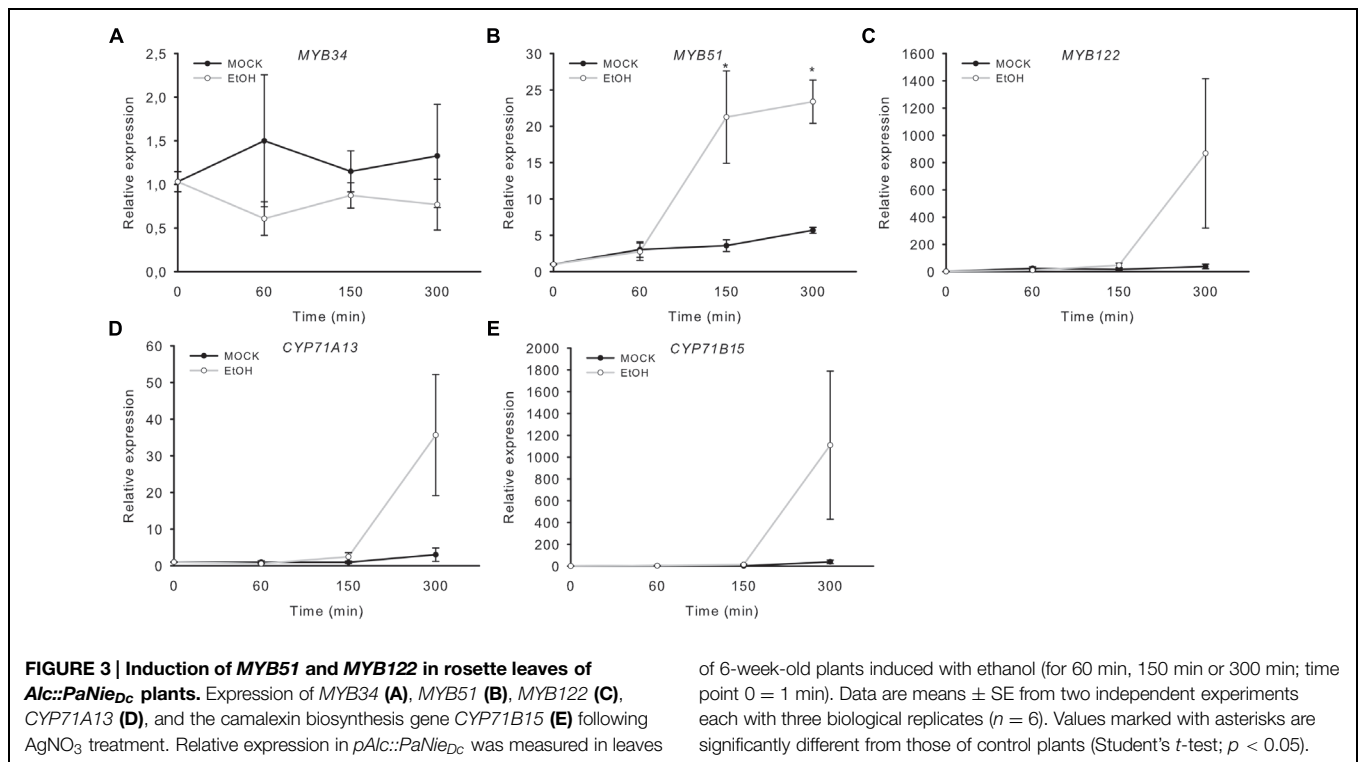 A
MYB34
2,5
2,0
1,5
1,0
0,5
0,0
Relative expression
MOCK
EtOH
0 60 150 300
Time (min)
B
MYB51
30
25
20
15
10
5
0
Relative expression
MOCK
EtOH
* *
0 60 150 300
Time (min)
C
MYB122
1600
1400
1200
1000
800
600
400
200
0
Relative expression
MOCK
EtOH
0 60 150 300
Time (min)
D
CYP71A13
60
50
40
30
20
10
0
Relative expression
MOCK
EtOH
0 60 150 300
Time (min)
E
CYP71B15
2000
1800
1600
1400
1200
1000
800
600
400
200
0
Relative expression
MOCK
EtOH
0 60 150 300
Time (min)
FIGURE 3 | Induction of MYB51 and MYB122 in rosette leaves of
Alc::PaNieDc plants. Expression of MYB34 (A), MYB51 (B), MYB122 (C),
CYP71A13 (D), and the camalexin biosynthesis gene CYP71B15 (E) following
AgNO3 treatment. Relative expression in pAlc::PaNieDc was measured in leaves
of 6-week-old plants induced with ethanol (for 60 min, 150 min or 300 min; time
point 0 = 1 min). Data are means ± SE from two independent experiments
each with three biological replicates (n = 6). Values marked with asterisks are
significantly different from those of control plants (Student's t-test; p < 0.05).